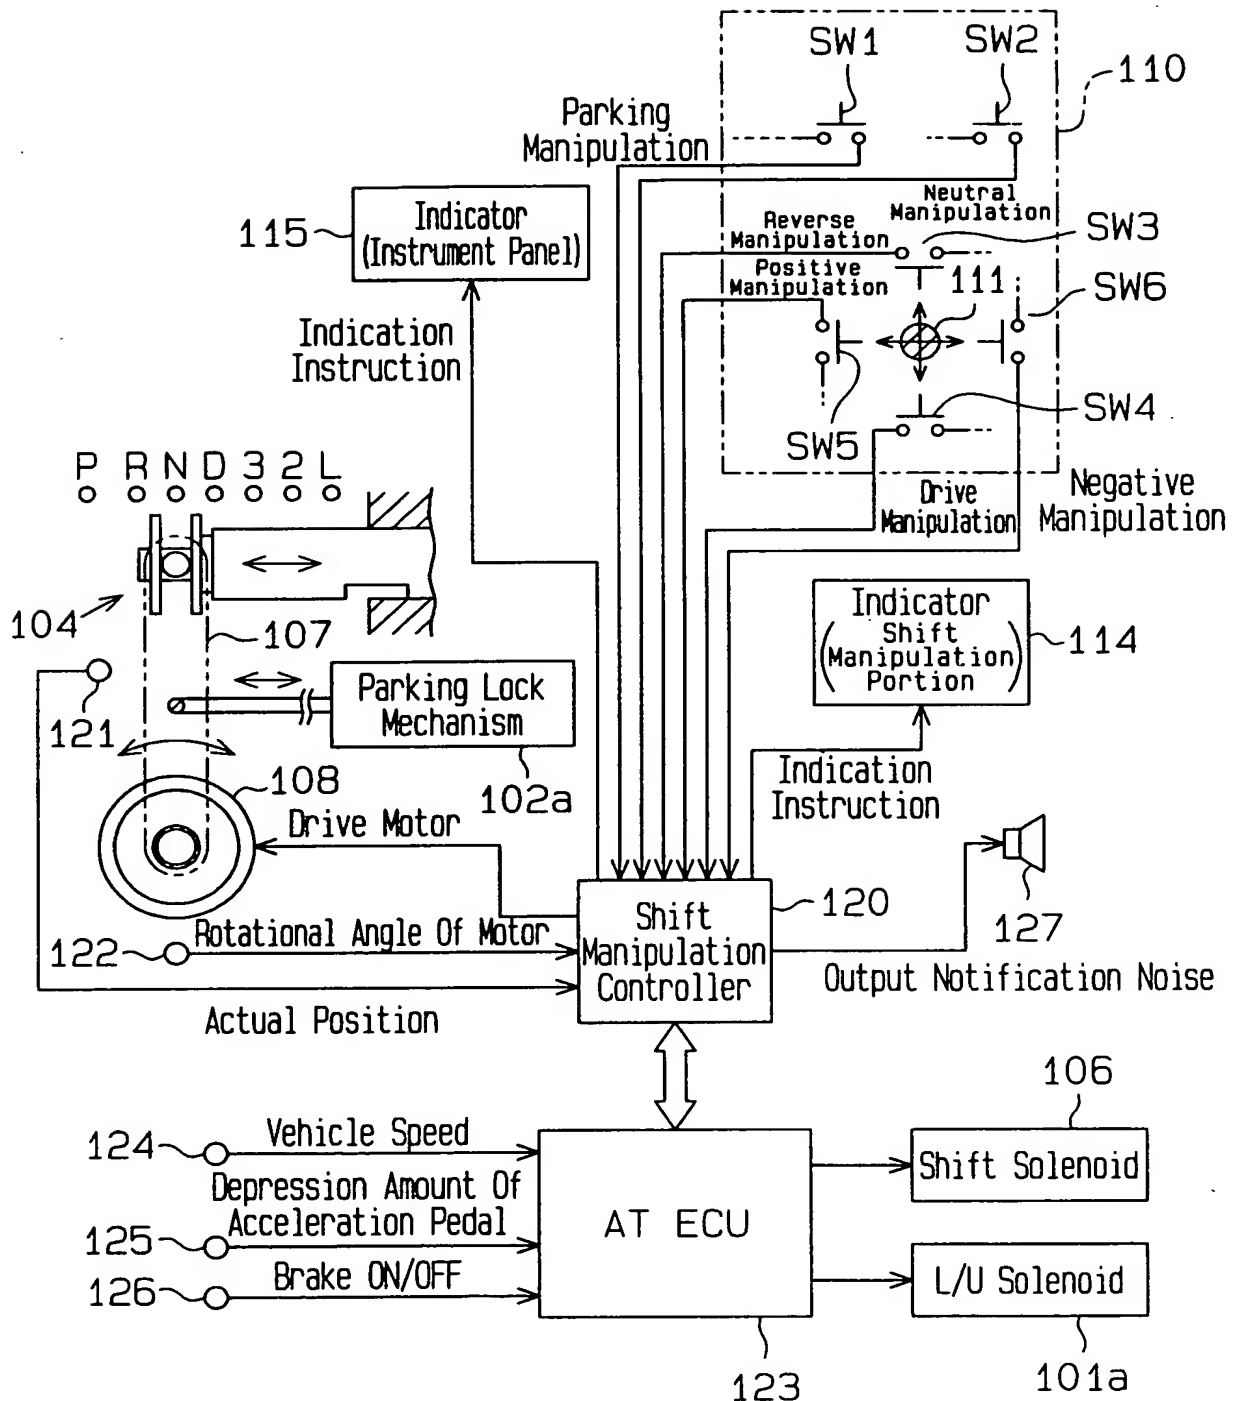 SW1
SW2
110
Parking
Manipulation
Neutral
Manipulation
115
Indicator
(Instrument Panel)
Reverse
Manipulation
SW3
Positive
Manipulation
111
SW6
Indication
Instruction
SW5
SW4
P R N D 3 2 L
Drive
Manipulation
Negative
Manipulation
104
107
Indicator
(Shift
Manipulation
Portion)
114
121
Parking Lock
Mechanism
102a
108
Indication
Instruction
Drive Motor
127
Shift
Manipulation
Controller
120
122
Rotational Angle Of Motor
Output Notification Noise
Actual Position
106
124
Vehicle Speed
Shift Solenoid
Depression Amount Of
Acceleration Pedal
125
AT ECU
126
Brake ON/OFF
L/U Solenoid
123
101a